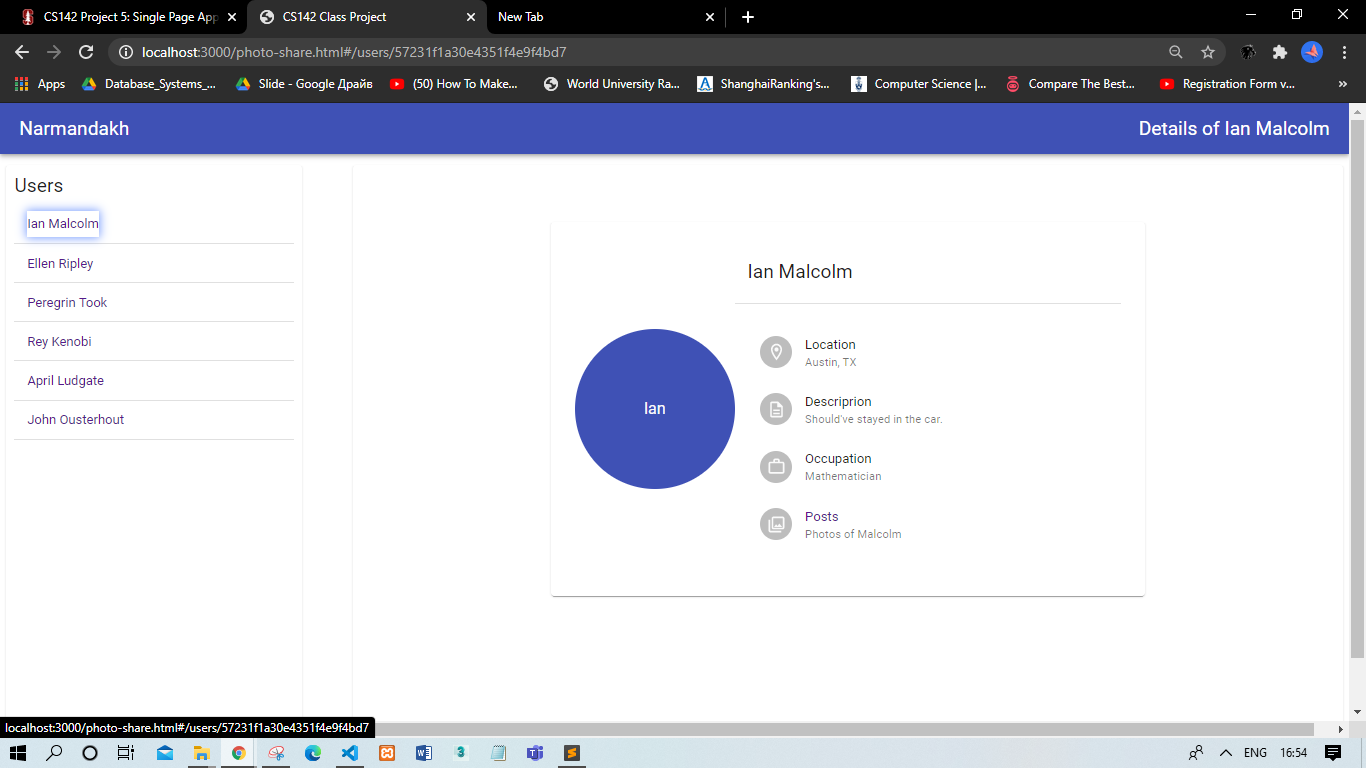 CS142 Project 5: Single Page App
CS142 Class Project
New Tab
localhost:3000/photo-share.html#/users/57231f1a30e4351f4e9f4bd7
Apps
Database_Systems_...
Slide - Google Драйв
(50) How To Make...
World University Ra...
ShanghaiRanking's...
Computer Science |...
Compare The Best...
Registration Form v...
»
Narmandakh
Details of Ian Malcolm
Users
Ian Malcolm
Ellen Ripley
Peregrin Took
Rey Kenobi
April Ludgate
John Ousterhout
Ian Malcolm
Ian
Location
Austin, TX
Descriprion
Should've stayed in the car.
Occupation
Mathematician
Posts
Photos of Malcolm
localhost:3000/photo-share.html#/users/57231f1a30e4351f4e9f4bd7
ENG
16:54